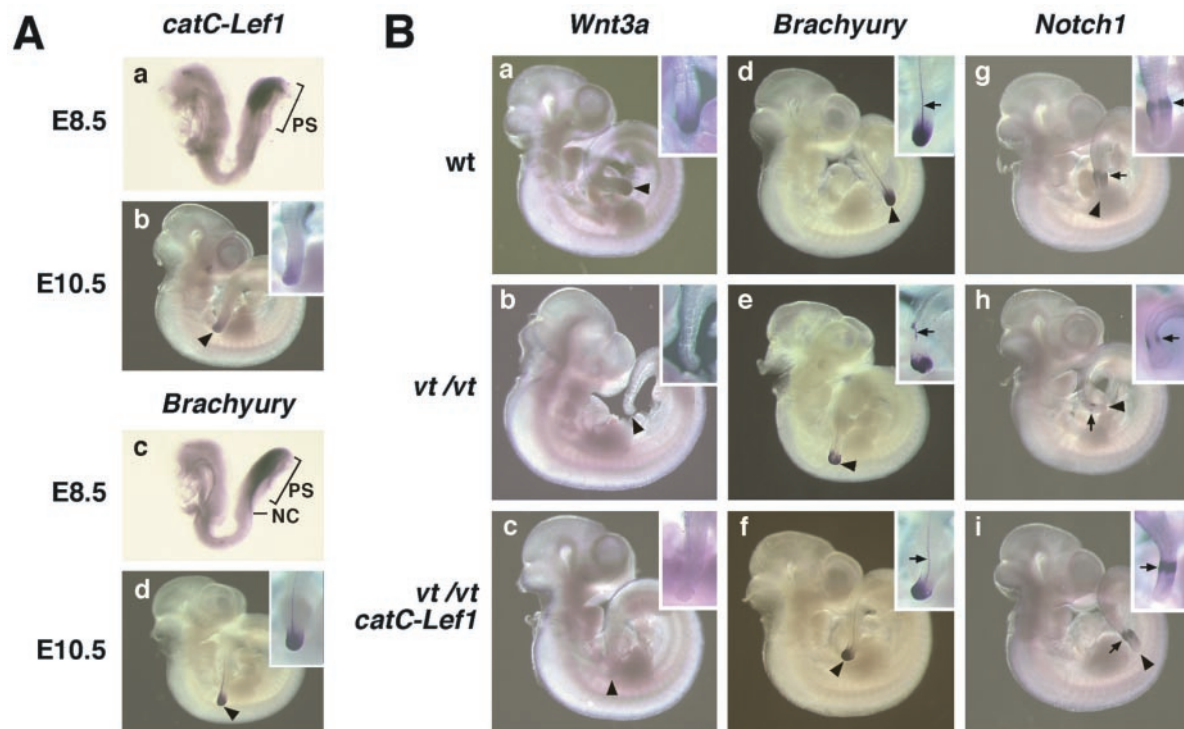 A
catC-Lef1
a
E8.5
PS
b
E10.5
Brachyury
c
E8.5
PS
NC
d
E10.5
B
Wnt3a Brachyury Notch1
wt
a d g
vt /vt
b e h
vt /vt
catC-Lef1
c f i